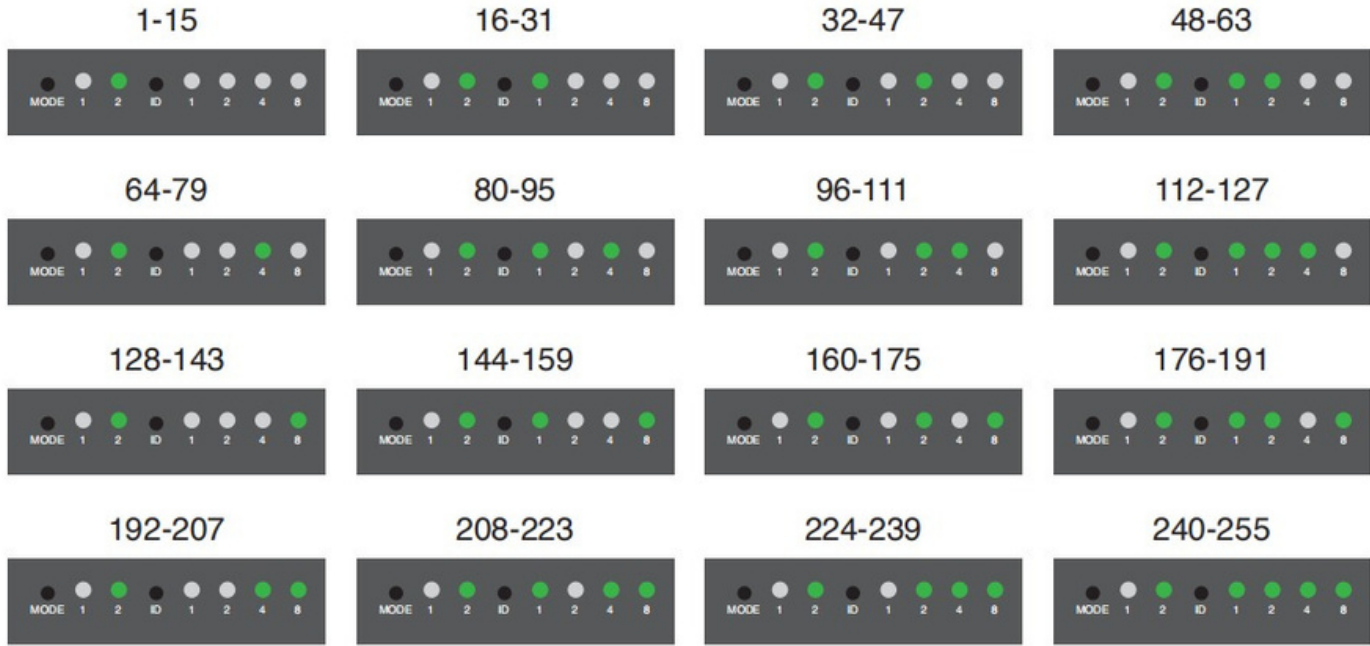 1-15 16-31 32-47 48-63
MODE 1 2 ID 1 2 4 8 MODE 1 2 ID 1 2 4 8 MODE 1 2 ID 1 2 4 8 MODE 1 2 ID 1 2 4 8
64-79 80-95 96-111 112-127
MODE 1 2 ID 1 2 4 8 MODE 1 2 ID 1 2 4 8 MODE 1 2 ID 1 2 4 8 MODE 1 2 ID 1 2 4 8
128-143 144-159 160-175 176-191
MODE 1 2 ID 1 2 4 8 MODE 1 2 ID 1 2 4 8 MODE 1 2 ID 1 2 4 8 MODE 1 2 ID 1 2 4 8
192-207 208-223 224-239 240-255
MODE 1 2 ID 1 2 4 8 MODE 1 2 ID 1 2 4 8 MODE 1 2 ID 1 2 4 8 MODE 1 2 ID 1 2 4 8